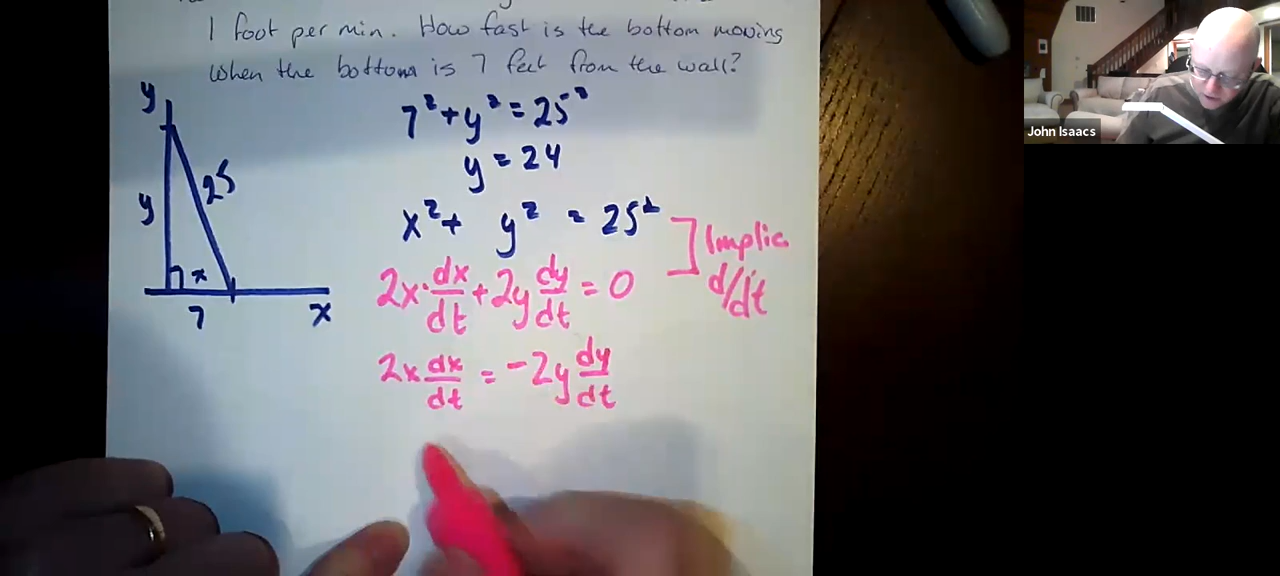 1 foot per min. How fast is the bottom moving
when the bottom is 7 feet from the wall?
y
y
25
x
7
x
7² + y² = 25²
y = 24
x² + y² = 25²
2x · dx/dt + 2y dy/dt = 0
Implic
d/dt
2x dx/dt = -2y dy/dt
John Isaacs